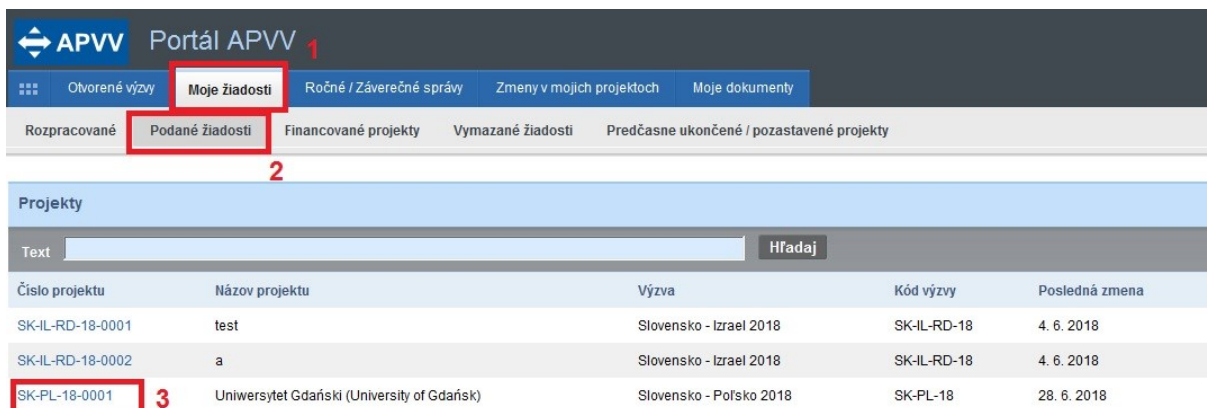 APVV Portál APVV 1
Otvorené výzvy Moje žiadosti Ročné / Záverečné správy Zmeny v mojich projektoch Moje dokumenty
Rozpracované Podané žiadosti Financované projekty Vymazané žiadosti Predčasne ukončené / pozastavené projekty
2
Projekty
Text Hľadaj
Číslo projektu Názov projektu Výzva Kód výzvy Posledná zmena
SK-IL-RD-18-0001 test Slovensko - Izrael 2018 SK-IL-RD-18 4. 6. 2018
SK-IL-RD-18-0002 a Slovensko - Izrael 2018 SK-IL-RD-18 4. 6. 2018
SK-PL-18-0001 3 Uniwersytet Gdański (University of Gdańsk) Slovensko - Poľsko 2018 SK-PL-18 28. 6. 2018